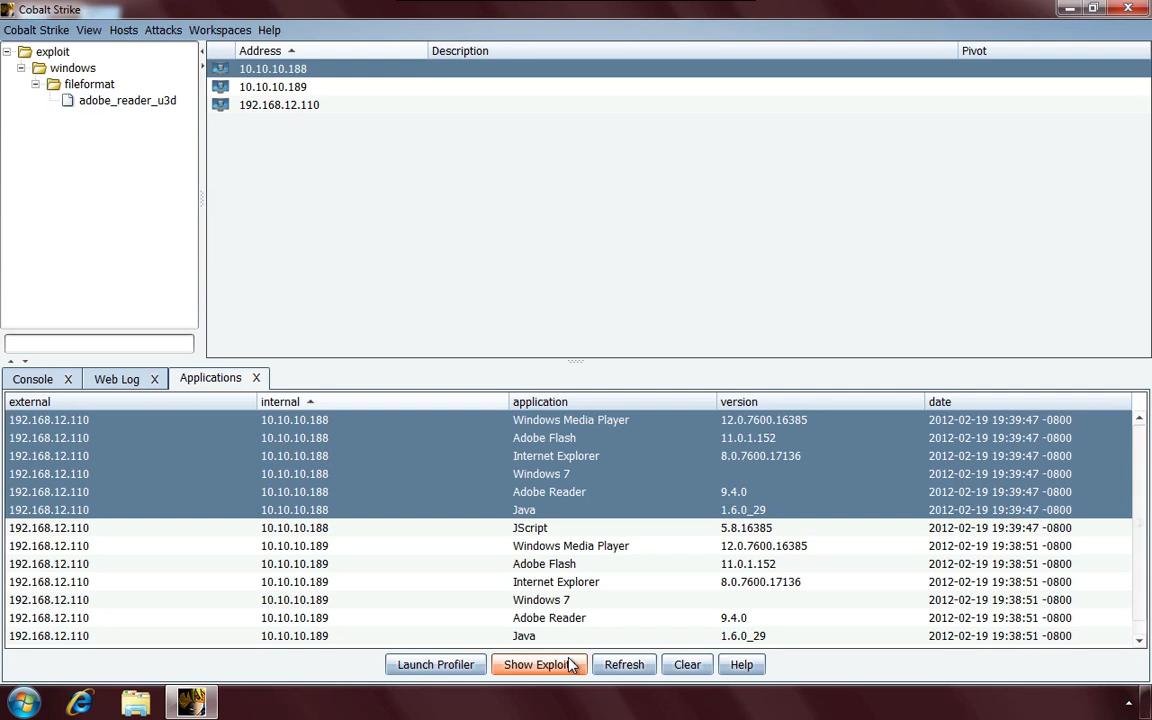 Cobalt Strike
Cobalt Strike View Hosts Attacks Workspaces Help
exploit
windows
fileformat
adobe_reader_u3d
Address Description Pivot
10.10.10.188
10.10.10.189
192.168.12.110
Console X Web Log X Applications X
external internal application version date
192.168.12.110 10.10.10.188 Windows Media Player 12.0.7600.16385 2012-02-19 19:39:47 -0800
192.168.12.110 10.10.10.188 Adobe Flash 11.0.1.152 2012-02-19 19:39:47 -0800
192.168.12.110 10.10.10.188 Internet Explorer 8.0.7600.17136 2012-02-19 19:39:47 -0800
192.168.12.110 10.10.10.188 Windows 7 2012-02-19 19:39:47 -0800
192.168.12.110 10.10.10.188 Adobe Reader 9.4.0 2012-02-19 19:39:47 -0800
192.168.12.110 10.10.10.188 Java 1.6.0_29 2012-02-19 19:39:47 -0800
192.168.12.110 10.10.10.188 JScript 5.8.16385 2012-02-19 19:39:47 -0800
192.168.12.110 10.10.10.189 Windows Media Player 12.0.7600.16385 2012-02-19 19:38:51 -0800
192.168.12.110 10.10.10.189 Adobe Flash 11.0.1.152 2012-02-19 19:38:51 -0800
192.168.12.110 10.10.10.189 Internet Explorer 8.0.7600.17136 2012-02-19 19:38:51 -0800
192.168.12.110 10.10.10.189 Windows 7 2012-02-19 19:38:51 -0800
192.168.12.110 10.10.10.189 Adobe Reader 9.4.0 2012-02-19 19:38:51 -0800
192.168.12.110 10.10.10.189 Java 1.6.0_29 2012-02-19 19:38:51 -0800
Launch Profiler Show Exploits Refresh Clear Help